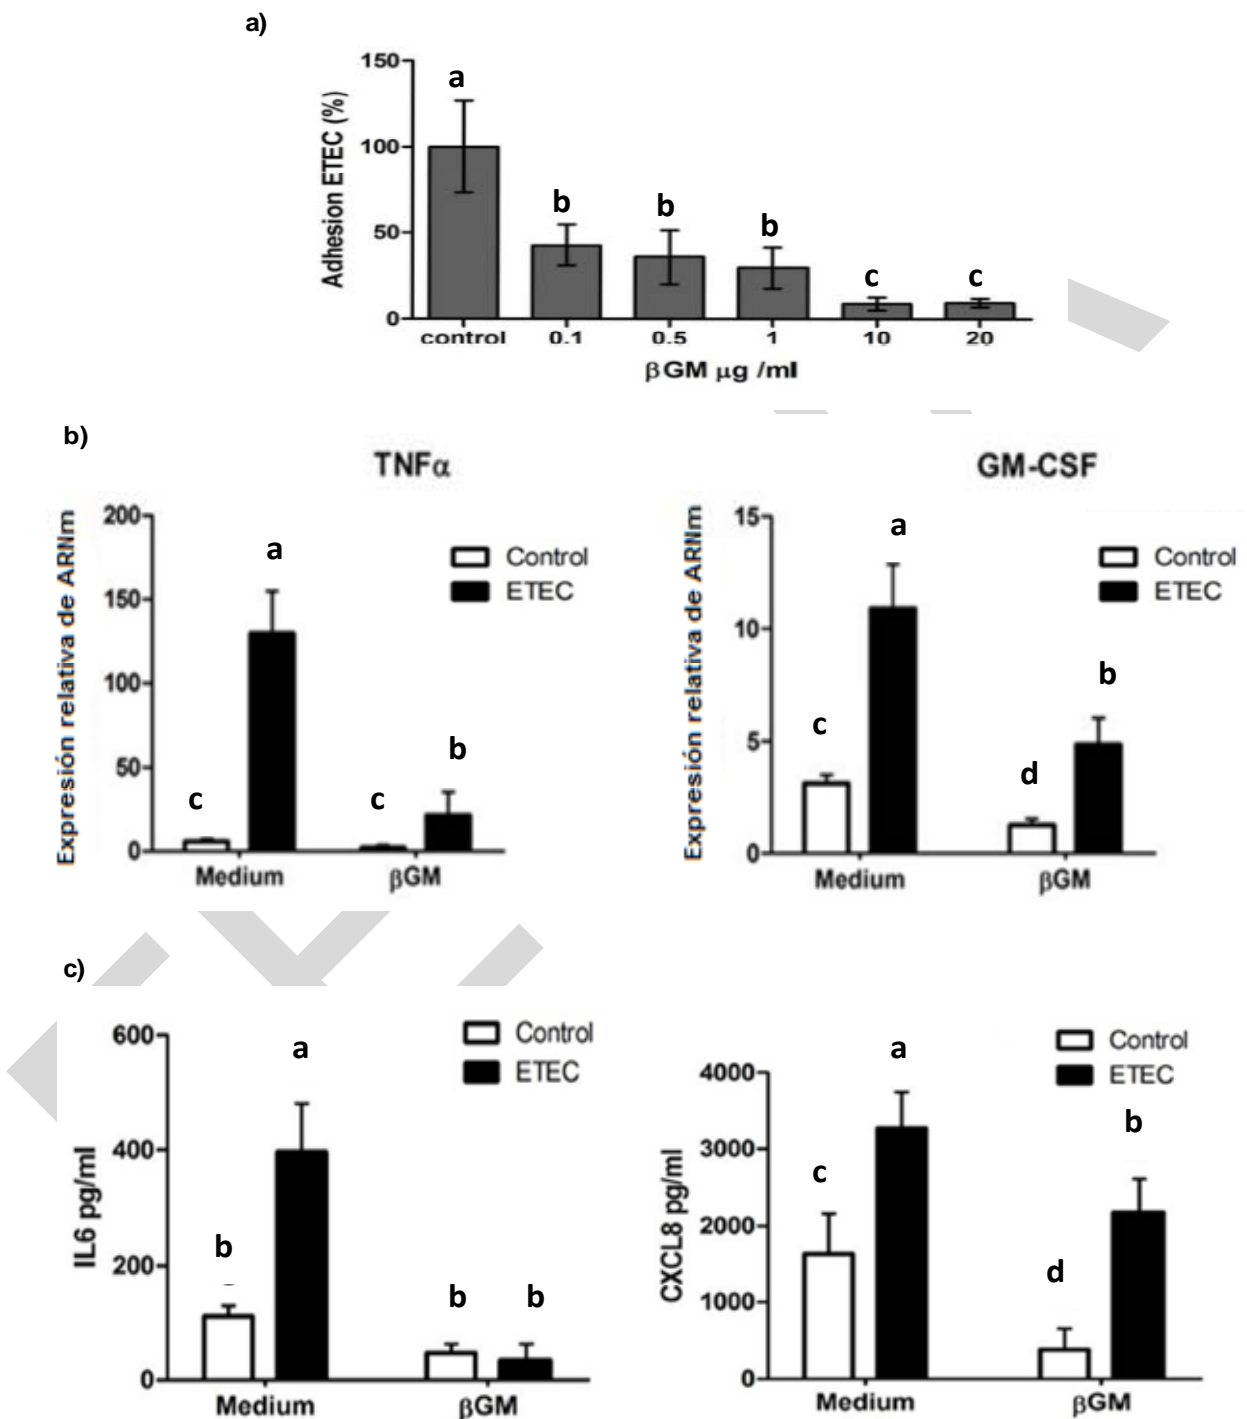 a)
150
100
50
0
Adhesion ETEC (%)
a
b
b
b
c
c
control 0.1 0.5 1 10 20
βGM μg /ml
b)
TNFα
Expresión relativa de ARNm
200
150
100
50
0
Control
ETEC
a
c
c
b
Medium βGM
GM-CSF
Expresión relativa de ARNm
15
10
5
0
Control
ETEC
c
a
d
b
Medium βGM
c)
IL6 pg/ml
600
400
200
0
Control
ETEC
b
a
b
b
Medium βGM
CXCL8 pg/ml
4000
3000
2000
1000
0
Control
ETEC
c
a
d
b
Medium βGM